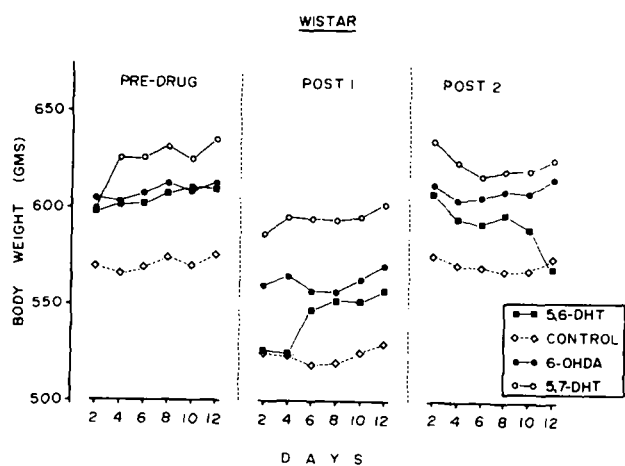 WISTAR
PRE-DRUG POST 1 POST 2
650
600
550
500
BODY WEIGHT (GMS)
5,6-DHT
CONTROL
6-OHDA
5,7-DHT
2 4 6 8 10 12 2 4 6 8 10 12 2 4 6 8 10 12
DAYS